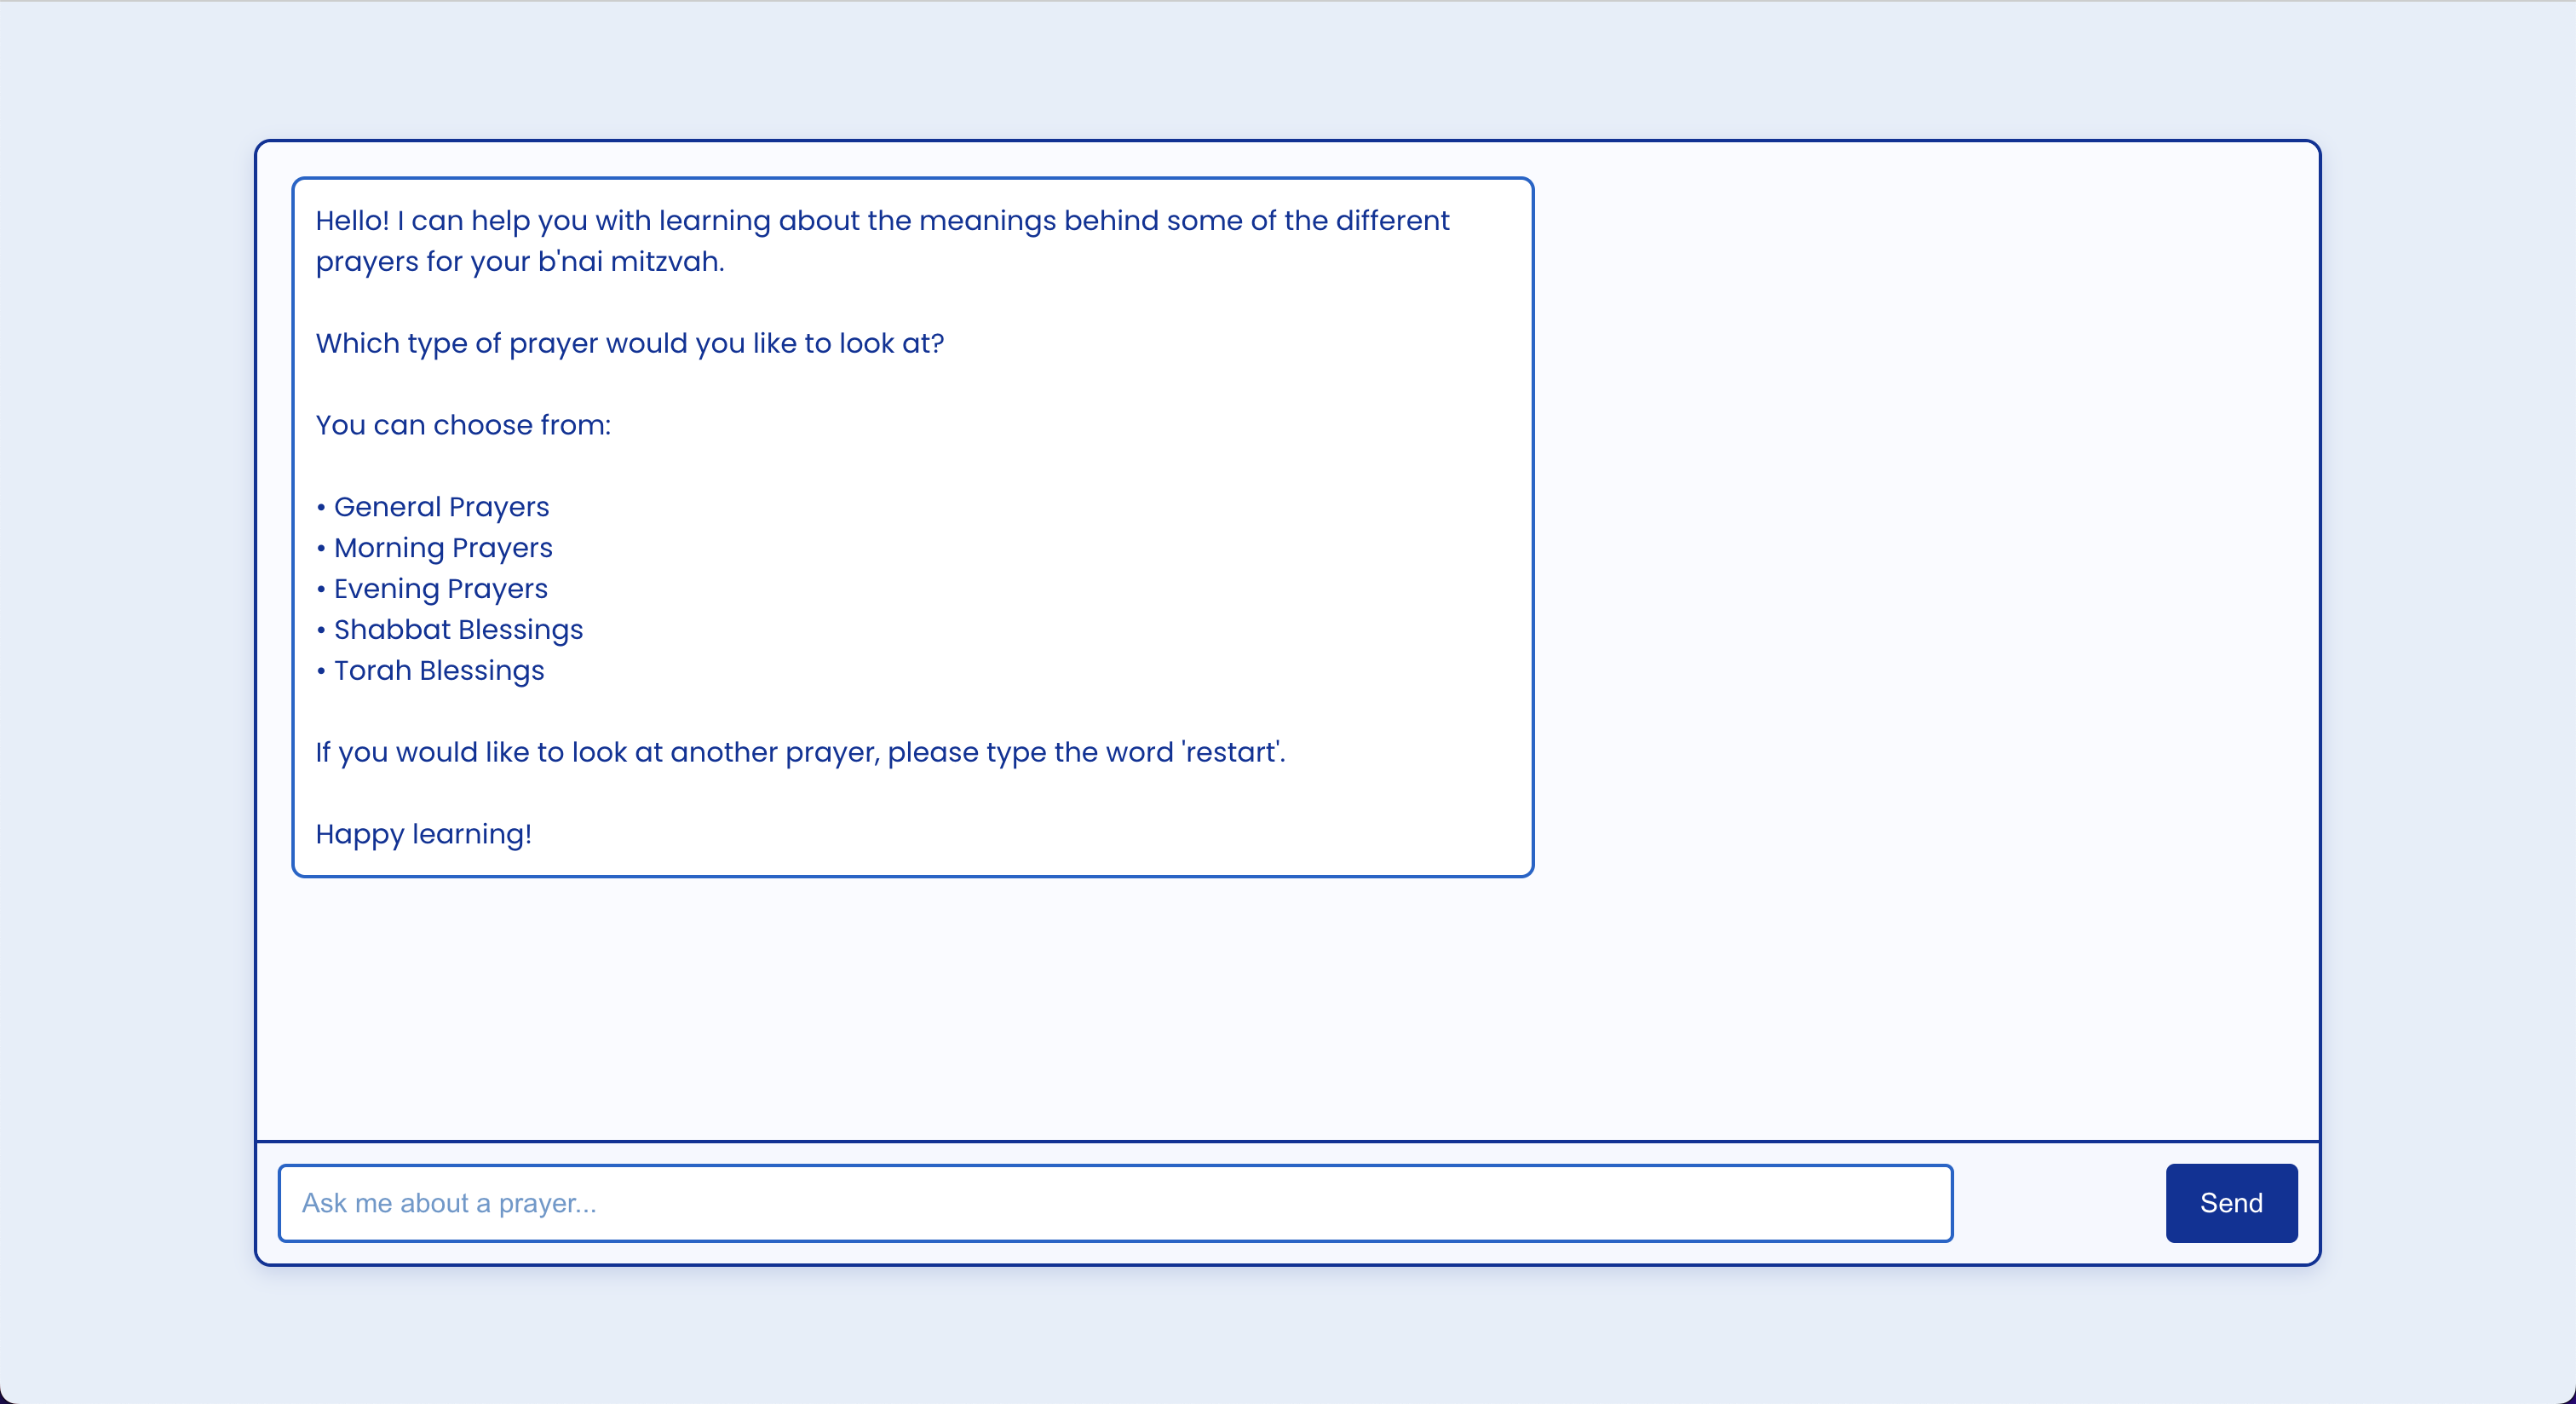 Hello! I can help you with learning about the meanings behind some of the different
prayers for your b'nai mitzvah.
Which type of prayer would you like to look at?
You can choose from:
• General Prayers
• Morning Prayers
• Evening Prayers
• Shabbat Blessings
• Torah Blessings
If you would like to look at another prayer, please type the word 'restart'.
Happy learning!
Ask me about a prayer...
Send